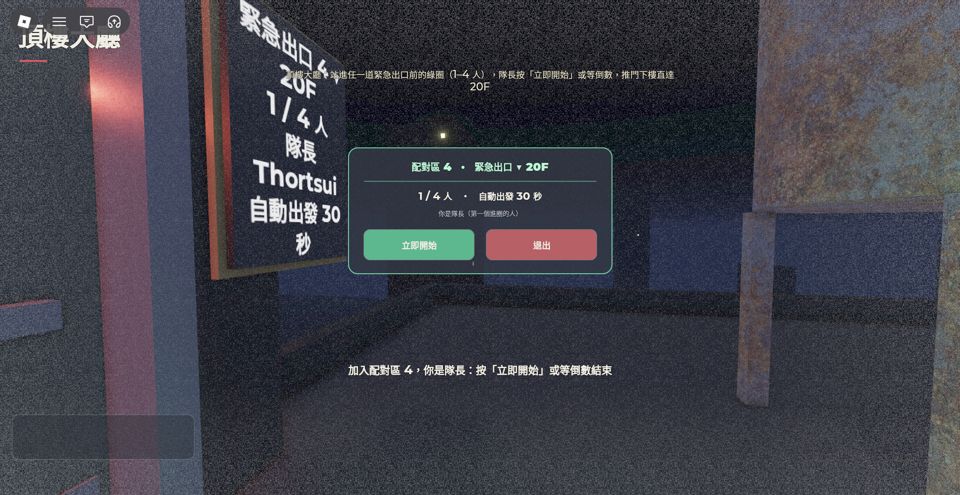 頂樓大廳
緊急出口 4
20F
1 / 4 人
隊長
Thortsui
自動出發 30
秒
站進任一道緊急出口前的綠圈（1–4 人），隊長按「立即開始」或等倒數，推門下樓直達
20F
配對區 4 • 緊急出口 ▼ 20F
1 / 4 人 • 自動出發 30 秒
你是隊長（第一個進圈的人）
立即開始
退出
加入配對區 4，你是隊長：按「立即開始」或等倒數結束